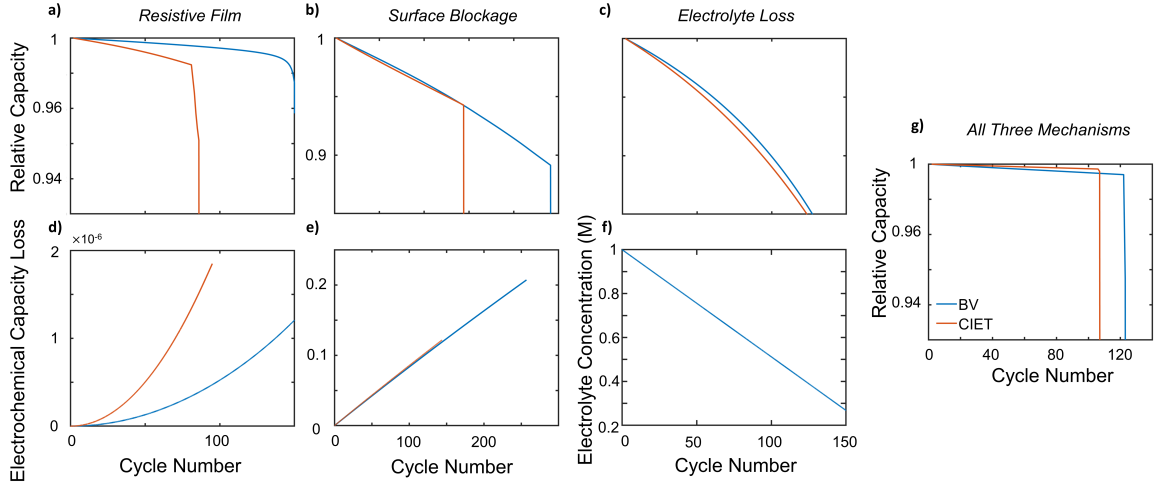 a) Resistive Film
b) Surface Blockage
c) Electrolyte Loss
Relative Capacity
1
0.96
0.94
1
0.9
g) All Three Mechanisms
Relative Capacity
1
0.96
0.94
BV
CIET
0 40 80 120
Cycle Number
d)
×10⁻⁶
Electrochemical Capacity Loss
2
1
0
0 100
Cycle Number
e)
0.2
0.1
0
0 100 200
Cycle Number
f)
Electrolyte Concentration (M)
1
0.8
0.6
0.4
0.2
0 50 100 150
Cycle Number